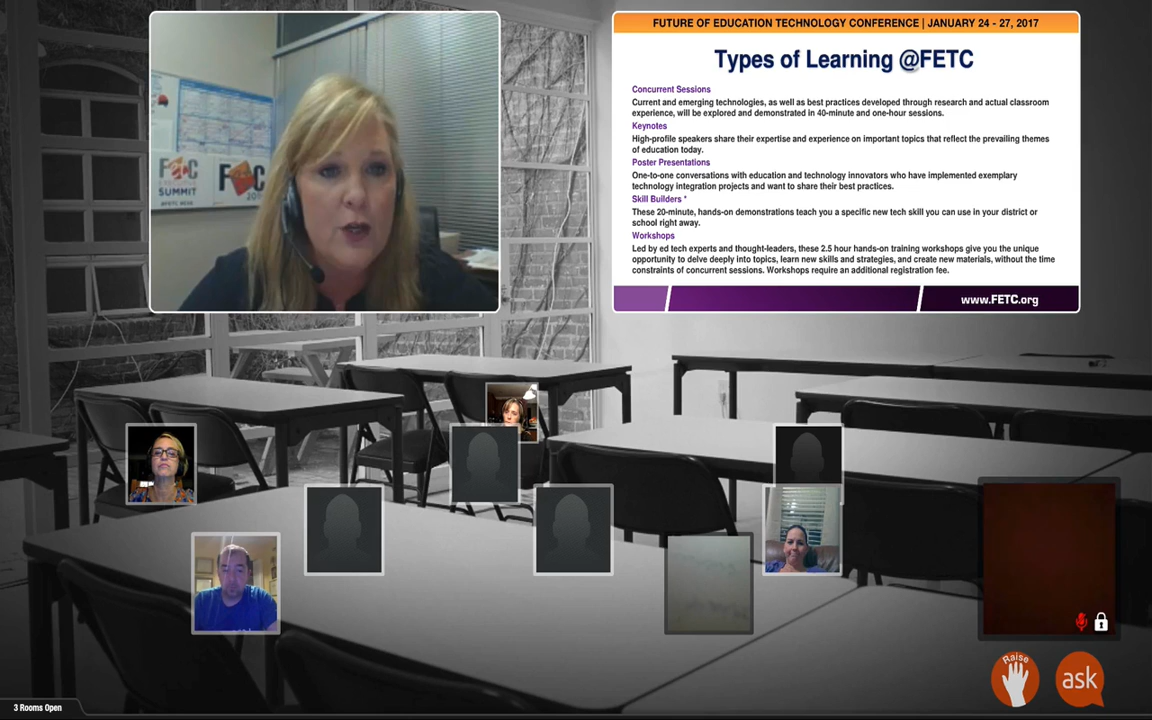 FUTURE OF EDUCATION TECHNOLOGY CONFERENCE | JANUARY 24 - 27, 2017
Types of Learning @FETC
Concurrent Sessions
Current and emerging technologies, as well as best practices developed through research and actual classroom
experience, will be explored and demonstrated in 40-minute and one-hour sessions.
Keynotes
High-profile speakers share their expertise and experience on important topics that reflect the prevailing themes
of education today.
Poster Presentations
One-to-one conversations with education and technology innovators who have implemented exemplary
technology integration projects and want to share their best practices.
Skill Builders *
These 20-minute, hands-on demonstrations teach you a specific new tech skill you can use in your district or
school right away.
Workshops
Led by ed tech experts and thought-leaders, these 2.5 hour hands-on training workshops give you the unique
opportunity to delve deeply into topics, learn new skills and strategies, and create new materials, without the time
constraints of concurrent sessions. Workshops require an additional registration fee.
www.FETC.org
FETC
SUMMIT
Raise
ask
3 Rooms Open